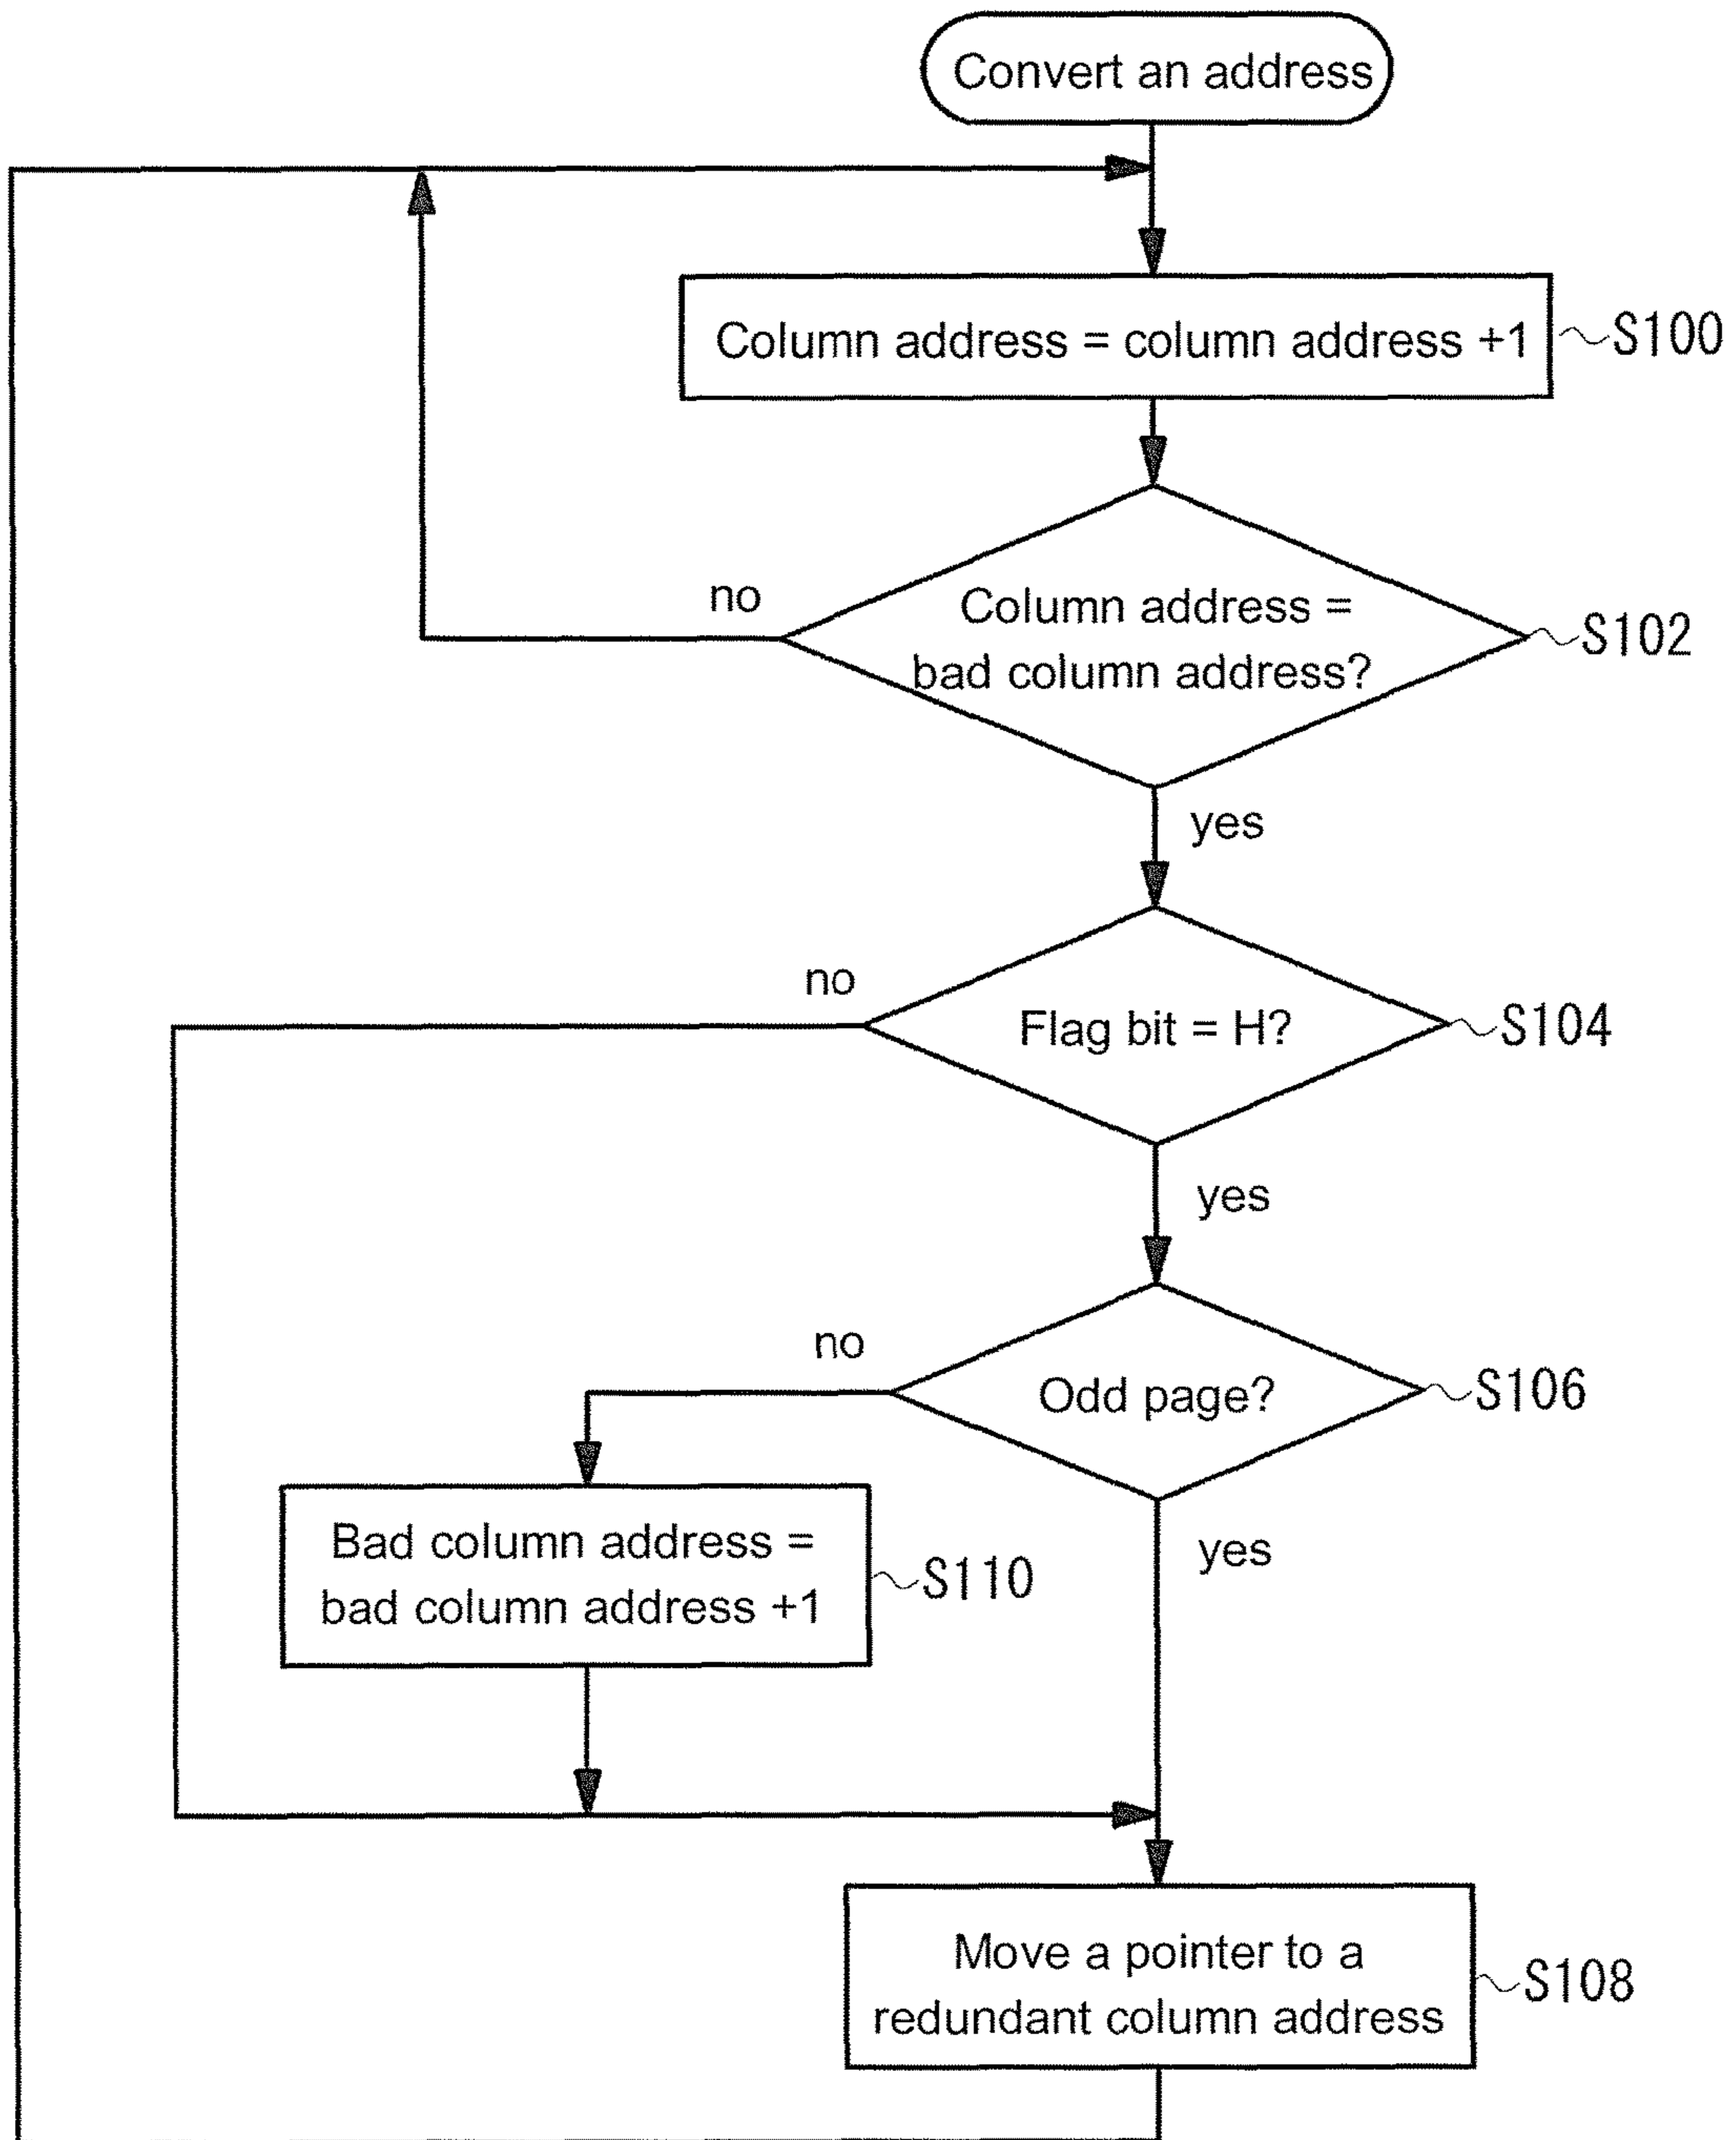 Convert an address
Column address = column address +1
S100
no
Column address =
bad column address?
S102
yes
no
Flag bit = H?
S104
yes
no
Odd page?
S106
yes
Bad column address =
bad column address +1
S110
Move a pointer to a
redundant column address
S108